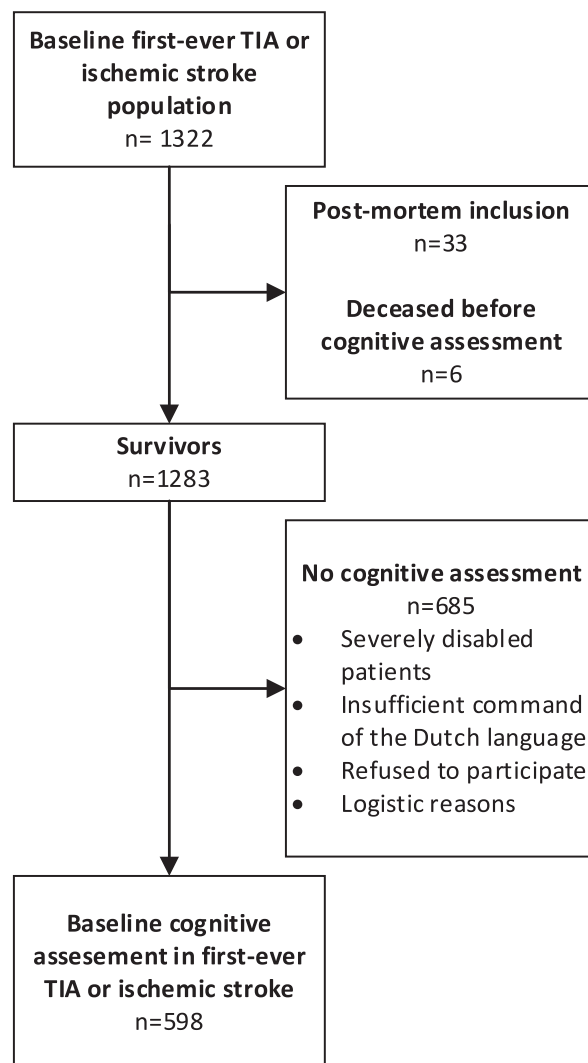 Baseline first-ever TIA or
ischemic stroke
population
n= 1322
Post-mortem inclusion
n=33
Deceased before
cognitive assessment
n=6
Survivors
n=1283
No cognitive assessment
n=685
• Severely disabled
patients
• Insufficient command
of the Dutch language
• Refused to participate
• Logistic reasons
Baseline cognitive
assesement in first-ever
TIA or ischemic stroke
n=598